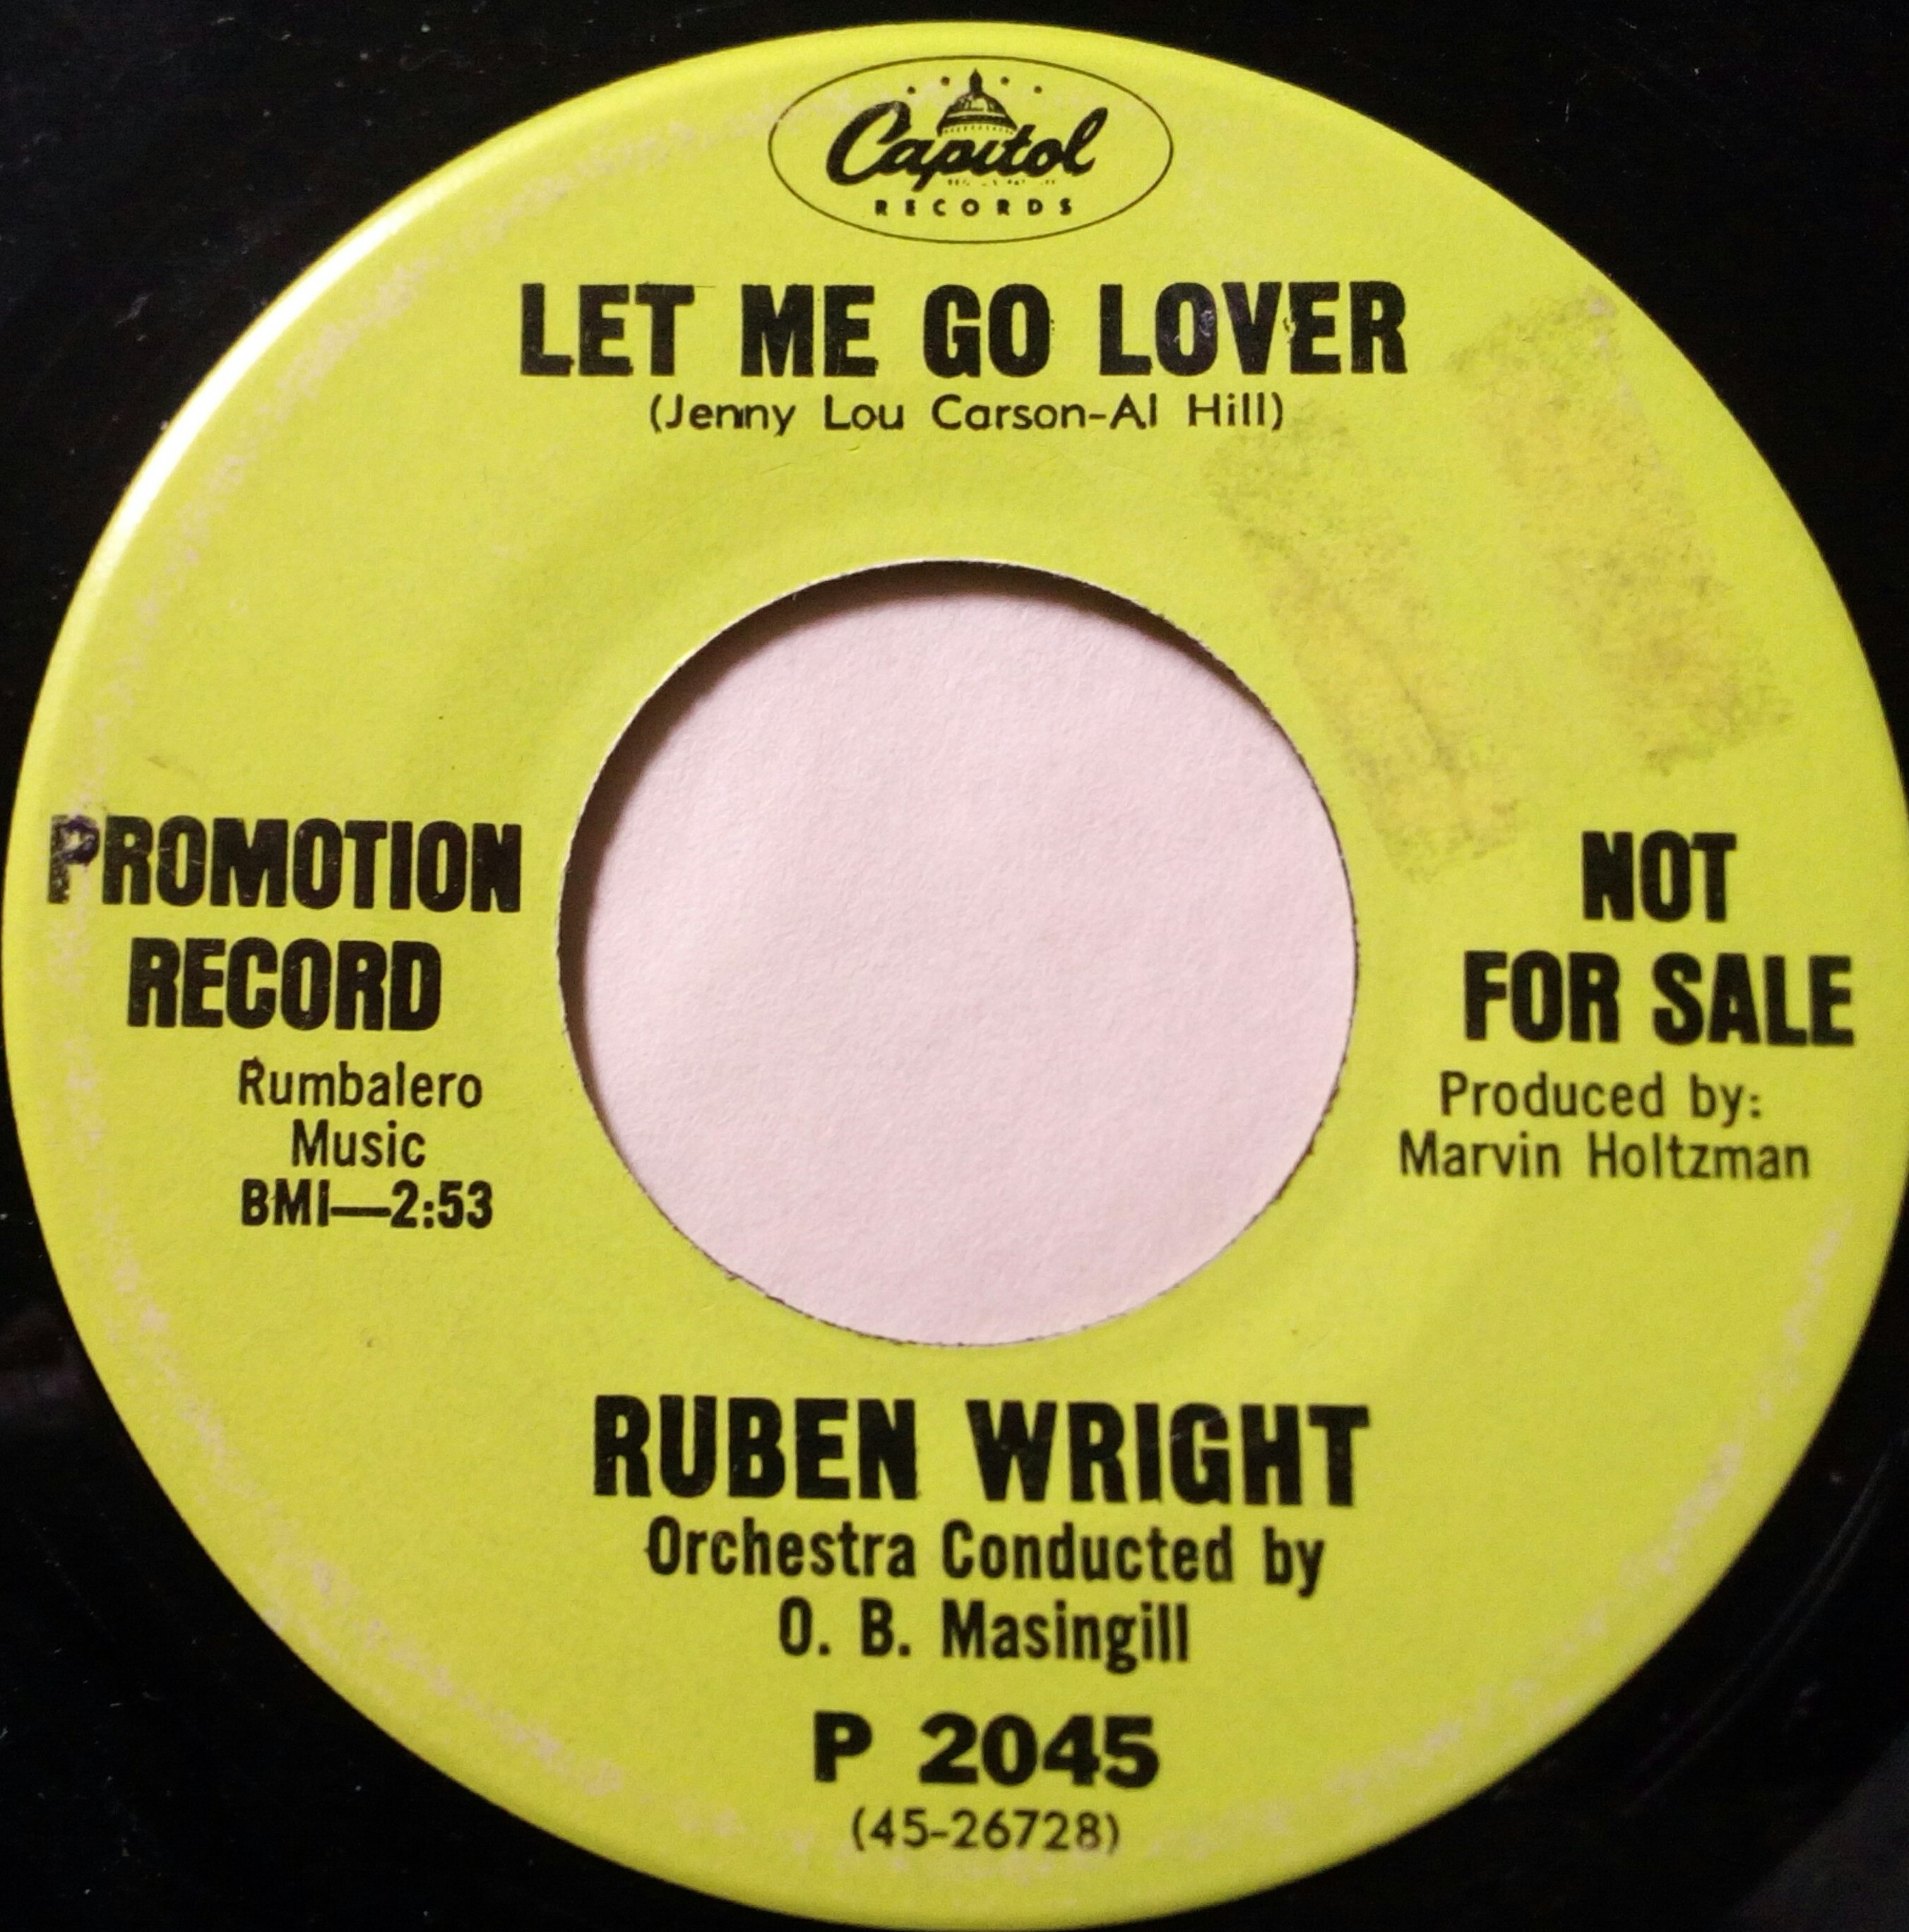 Capitol
RECORDS
LET ME GO LOVER
(Jenny Lou Carson-Al Hill)
PROMOTION
RECORD
Rumbalero
Music
BMI—2:53
NOT
FOR SALE
Produced by:
Marvin Holtzman
RUBEN WRIGHT
Orchestra Conducted by
O. B. Masingill
P 2045
(45-26728)